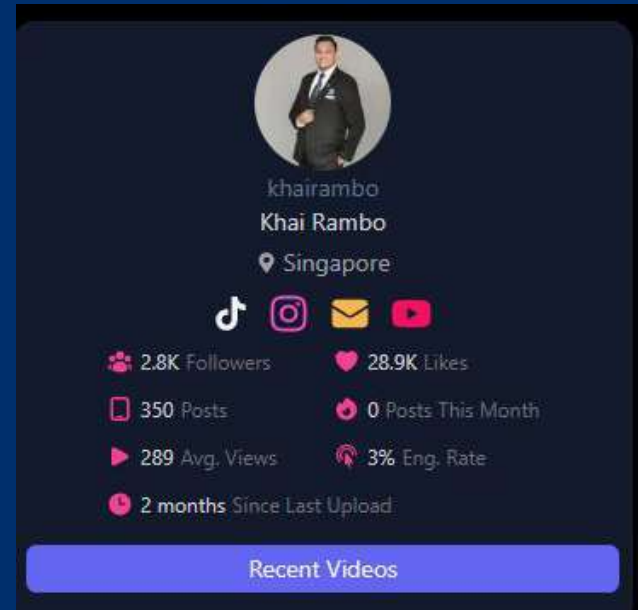 khairambo
Khai Rambo
Singapore
2.8K Followers
28.9K Likes
350 Posts
0 Posts This Month
289 Avg. Views
3% Eng. Rate
2 months Since Last Upload
Recent Videos